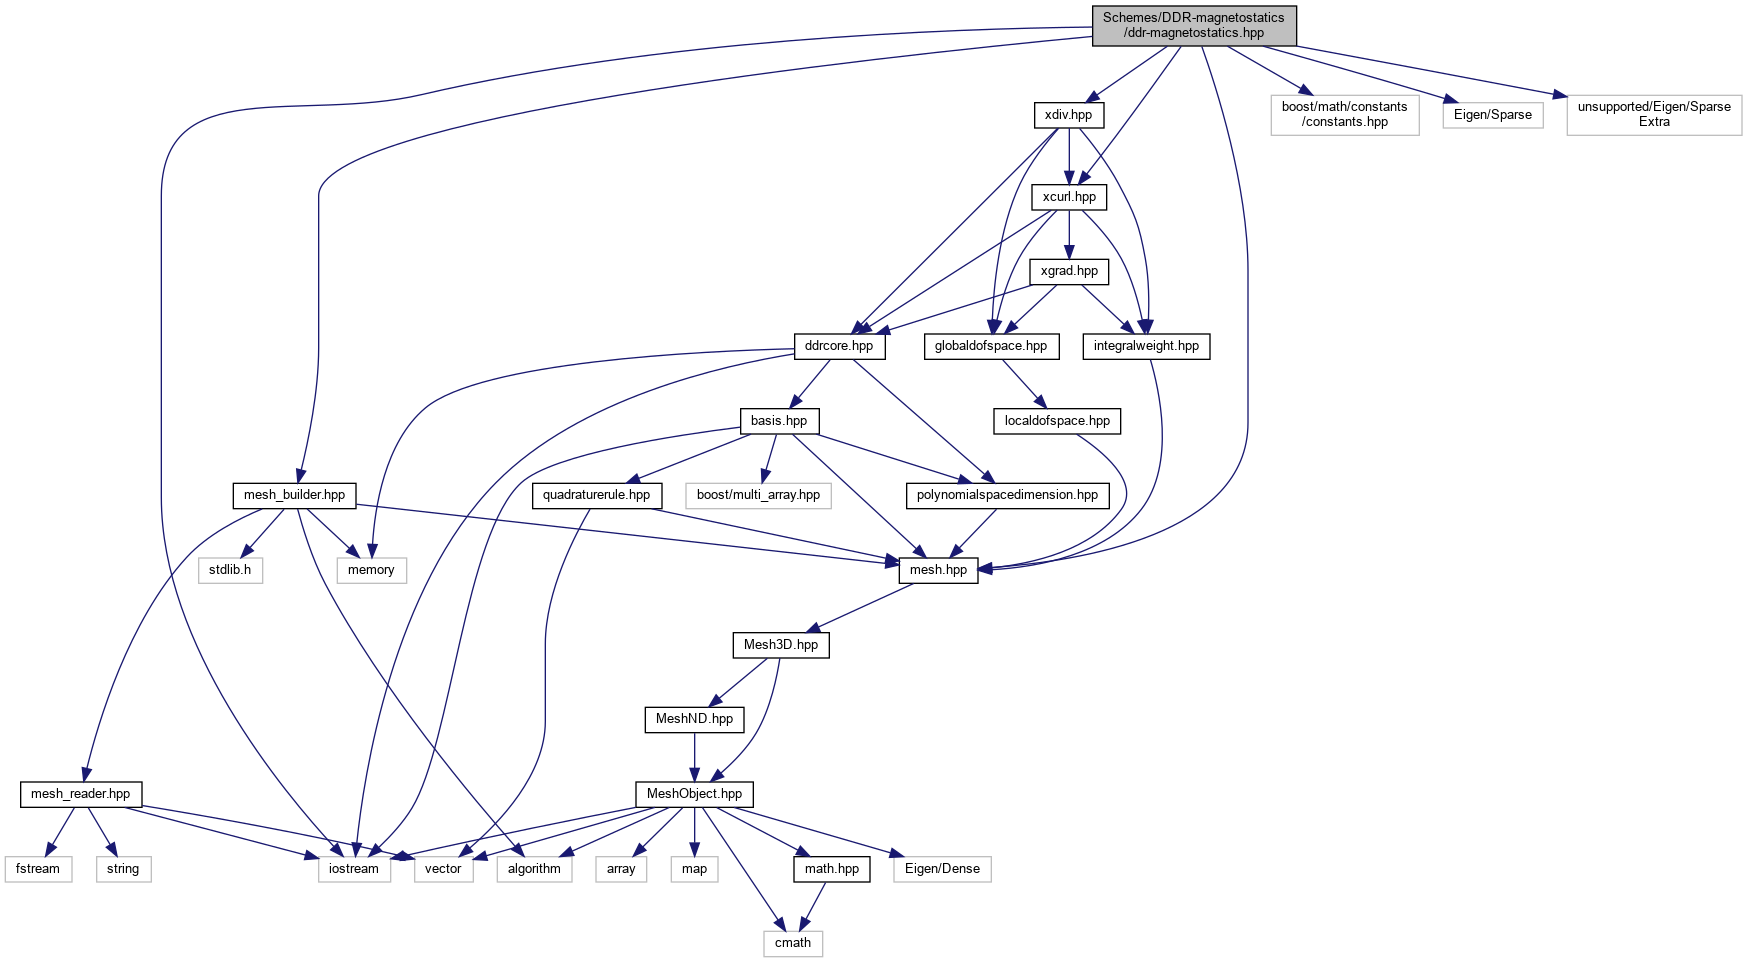 Schemes/DDR-magnetostatics
/ddr-magnetostatics.hpp
xdiv.hpp
boost/math/constants
/constants.hpp
Eigen/Sparse
unsupported/Eigen/Sparse
Extra
xcurl.hpp
xgrad.hpp
ddrcore.hpp
globaldofspace.hpp
integralweight.hpp
basis.hpp
localdofspace.hpp
mesh_builder.hpp
quadraturerule.hpp
boost/multi_array.hpp
polynomialspacedimension.hpp
stdlib.h
memory
mesh.hpp
Mesh3D.hpp
MeshND.hpp
mesh_reader.hpp
MeshObject.hpp
fstream
string
iostream
vector
algorithm
array
map
math.hpp
Eigen/Dense
cmath